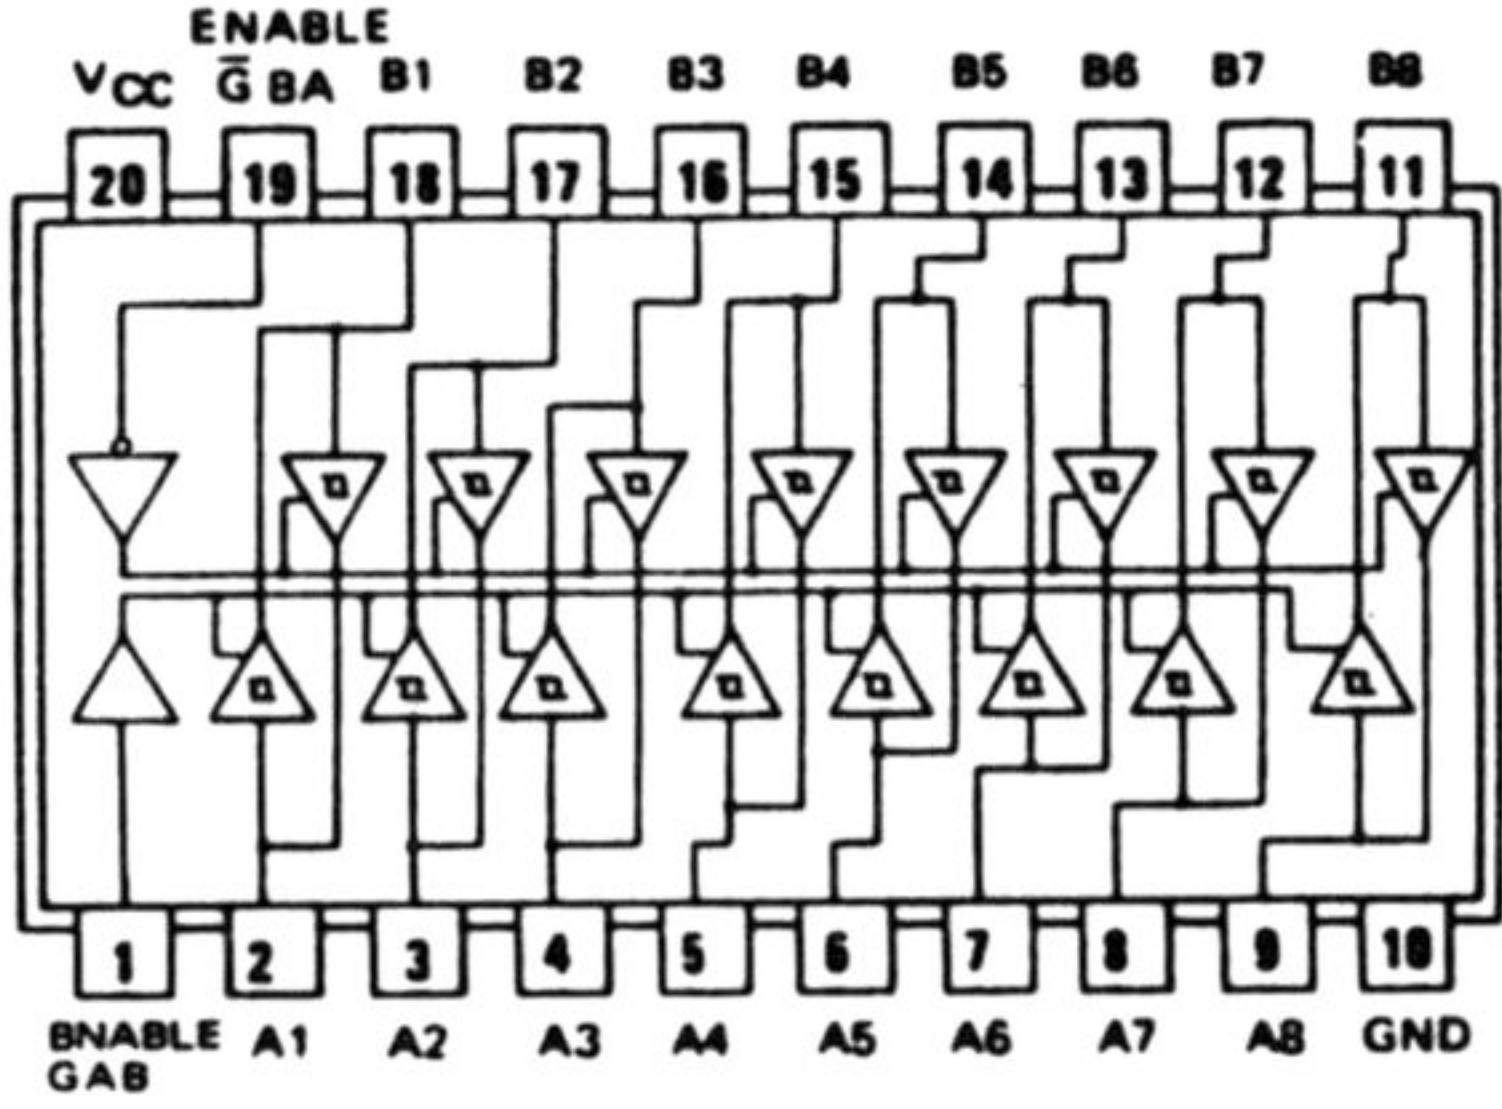 ENABLE
VCC G̅ BA B1 B2 B3 B4 B5 B6 B7 B8
20 19 18 17 16 15 14 13 12 11
1 2 3 4 5 6 7 8 9 10
BNABLE A1 A2 A3 A4 A5 A6 A7 A8 GND
GAB